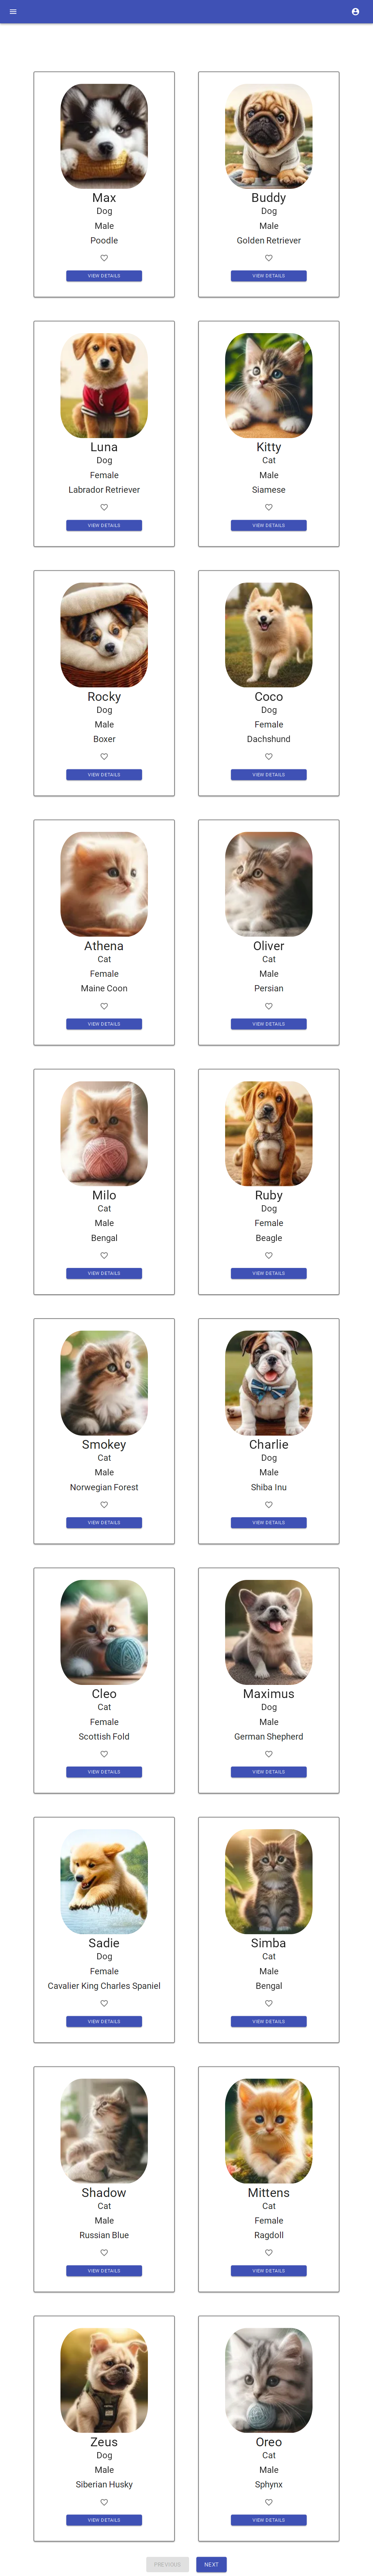 Max
Dog
Male
Poodle
VIEW DETAILS
Buddy
Dog
Male
Golden Retriever
VIEW DETAILS
Luna
Dog
Female
Labrador Retriever
VIEW DETAILS
Kitty
Cat
Male
Siamese
VIEW DETAILS
Rocky
Dog
Male
Boxer
VIEW DETAILS
Coco
Dog
Female
Dachshund
VIEW DETAILS
Athena
Cat
Female
Maine Coon
VIEW DETAILS
Oliver
Cat
Male
Persian
VIEW DETAILS
Milo
Cat
Male
Bengal
VIEW DETAILS
Ruby
Dog
Female
Beagle
VIEW DETAILS
Smokey
Cat
Male
Norwegian Forest
VIEW DETAILS
Charlie
Dog
Male
Shiba Inu
VIEW DETAILS
Cleo
Cat
Female
Scottish Fold
VIEW DETAILS
Maximus
Dog
Male
German Shepherd
VIEW DETAILS
Sadie
Dog
Female
Cavalier King Charles Spaniel
VIEW DETAILS
Simba
Cat
Male
Bengal
VIEW DETAILS
Shadow
Cat
Male
Russian Blue
VIEW DETAILS
Mittens
Cat
Female
Ragdoll
VIEW DETAILS
Zeus
Dog
Male
Siberian Husky
VIEW DETAILS
Oreo
Cat
Male
Sphynx
VIEW DETAILS
PREVIOUS
NEXT